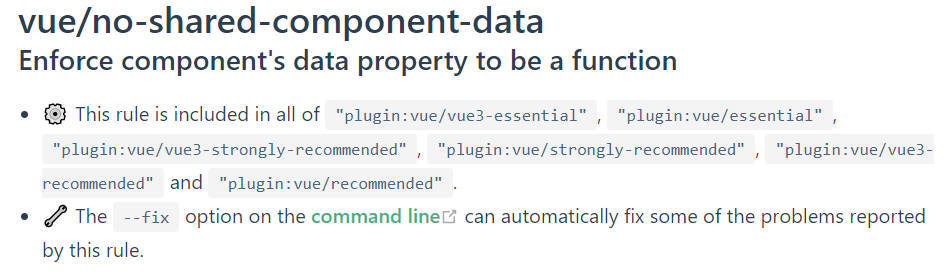 vue/no-shared-component-data
Enforce component's data property to be a function
This rule is included in all of "plugin:vue/vue3-essential" , "plugin:vue/essential" ,
"plugin:vue/vue3-strongly-recommended" , "plugin:vue/strongly-recommended" , "plugin:vue/vue3-
recommended" and "plugin:vue/recommended" .
The --fix option on the command line can automatically fix some of the problems reported
by this rule.